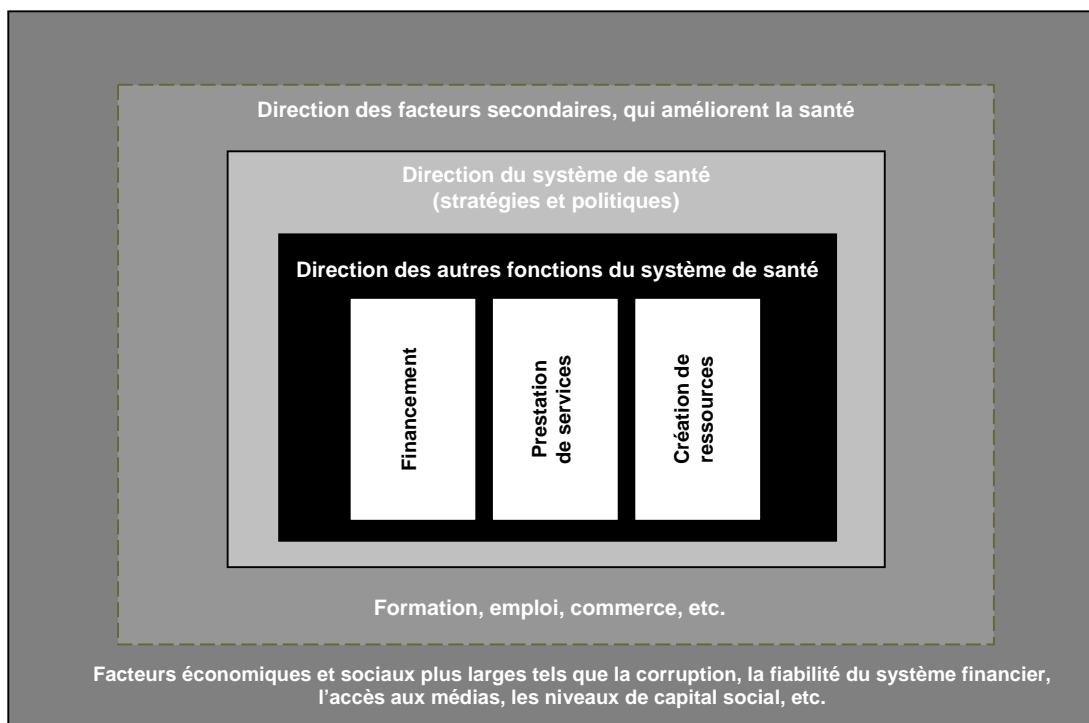 Direction des facteurs secondaires, qui améliorent la santé
Direction du système de santé
(stratégies et politiques)
Direction des autres fonctions du système de santé
Financement
Prestation
de services
Création de
ressources
Formation, emploi, commerce, etc.
Facteurs économiques et sociaux plus larges tels que la corruption, la fiabilité du système financier,
l’accès aux médias, les niveaux de capital social, etc.